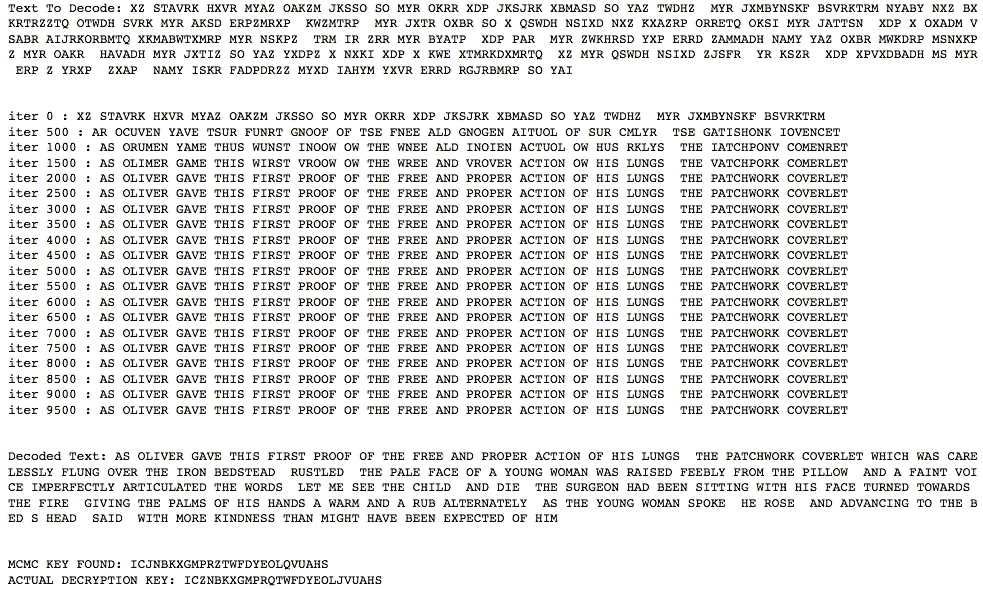 Text To Decode: XZ STAVRK HXVR MYAZ OAKZM JKSSO SO MYR OKRR XDP JKSJRK XBMASD SO YAZ TWDHZ  MYR JXMBYNSKF BSVRKTRM NYABY NXZ BX
KRTRZZTQ OTWDH SVRK MYR AKSD ERPZMRXP  KWZMTRP  MYR JXTR OXBR SO X QSWDH NSIXD NXZ KXAZRP ORRETQ OKSI MYR JATTSN  XDP X OXADM V
SABR AIJRKORBMTQ XKMABWTXMRP MYR NSKPZ  TRM IR ZRR MYR BYATP  XDP PAR  MYR ZWKHRSD YXP ERRD ZAMMADH NAMY YAZ OXBR MWKDRP MSNXKP
Z MYR OAKR  HAVADH MYR JXTIZ SO YAZ YXDPZ X NXKI XDP X KWE XTMRKDXMRTQ  XZ MYR QSWDH NSIXD ZJSFR  YR KSZR  XDP XPVXDBADH MS MYR
 ERP Z YRXP  ZXAP  NAMY ISKR FADPDRZZ MYXD IAHYM YXVR ERRD RGJRBMRP SO YAI
iter 0 : XZ STAVRK HXVR MYAZ OAKZM JKSSO SO MYR OKRR XDP JKSJRK XBMASD SO YAZ TWDHZ  MYR JXMBYNSKF BSVRKTRM
iter 500 : AR OCUVEN YAVE TSUR FUNRT GNOOF OF TSE FNEE ALD GNOGEN AITUOL OF SUR CMLYR  TSE GATISHONK IOVENCET
iter 1000 : AS ORUMEN YAME THUS WUNST INOOW OW THE WNEE ALD INOIEN ACTUOL OW HUS RKLYS  THE IATCHPONV COMENRET
iter 1500 : AS OLIMER GAME THIS WIRST VROOW OW THE WREE AND VROVER ACTION OW HIS LUNGS  THE VATCHPORK COMERLET
iter 2000 : AS OLIVER GAVE THIS FIRST PROOF OF THE FREE AND PROPER ACTION OF HIS LUNGS  THE PATCHWORK COVERLET
iter 2500 : AS OLIVER GAVE THIS FIRST PROOF OF THE FREE AND PROPER ACTION OF HIS LUNGS  THE PATCHWORK COVERLET
iter 3000 : AS OLIVER GAVE THIS FIRST PROOF OF THE FREE AND PROPER ACTION OF HIS LUNGS  THE PATCHWORK COVERLET
iter 3500 : AS OLIVER GAVE THIS FIRST PROOF OF THE FREE AND PROPER ACTION OF HIS LUNGS  THE PATCHWORK COVERLET
iter 4000 : AS OLIVER GAVE THIS FIRST PROOF OF THE FREE AND PROPER ACTION OF HIS LUNGS  THE PATCHWORK COVERLET
iter 4500 : AS OLIVER GAVE THIS FIRST PROOF OF THE FREE AND PROPER ACTION OF HIS LUNGS  THE PATCHWORK COVERLET
iter 5000 : AS OLIVER GAVE THIS FIRST PROOF OF THE FREE AND PROPER ACTION OF HIS LUNGS  THE PATCHWORK COVERLET
iter 5500 : AS OLIVER GAVE THIS FIRST PROOF OF THE FREE AND PROPER ACTION OF HIS LUNGS  THE PATCHWORK COVERLET
iter 6000 : AS OLIVER GAVE THIS FIRST PROOF OF THE FREE AND PROPER ACTION OF HIS LUNGS  THE PATCHWORK COVERLET
iter 6500 : AS OLIVER GAVE THIS FIRST PROOF OF THE FREE AND PROPER ACTION OF HIS LUNGS  THE PATCHWORK COVERLET
iter 7000 : AS OLIVER GAVE THIS FIRST PROOF OF THE FREE AND PROPER ACTION OF HIS LUNGS  THE PATCHWORK COVERLET
iter 7500 : AS OLIVER GAVE THIS FIRST PROOF OF THE FREE AND PROPER ACTION OF HIS LUNGS  THE PATCHWORK COVERLET
iter 8000 : AS OLIVER GAVE THIS FIRST PROOF OF THE FREE AND PROPER ACTION OF HIS LUNGS  THE PATCHWORK COVERLET
iter 8500 : AS OLIVER GAVE THIS FIRST PROOF OF THE FREE AND PROPER ACTION OF HIS LUNGS  THE PATCHWORK COVERLET
iter 9000 : AS OLIVER GAVE THIS FIRST PROOF OF THE FREE AND PROPER ACTION OF HIS LUNGS  THE PATCHWORK COVERLET
iter 9500 : AS OLIVER GAVE THIS FIRST PROOF OF THE FREE AND PROPER ACTION OF HIS LUNGS  THE PATCHWORK COVERLET
Decoded Text: AS OLIVER GAVE THIS FIRST PROOF OF THE FREE AND PROPER ACTION OF HIS LUNGS  THE PATCHWORK COVERLET WHICH WAS CARE
LESSLY FLUNG OVER THE IRON BEDSTEAD  RUSTLED  THE PALE FACE OF A YOUNG WOMAN WAS RAISED FEEBLY FROM THE PILLOW  AND A FAINT VOI
CE IMPERFECTLY ARTICULATED THE WORDS  LET ME SEE THE CHILD  AND DIE  THE SURGEON HAD BEEN SITTING WITH HIS FACE TURNED TOWARDS
THE FIRE  GIVING THE PALMS OF HIS HANDS A WARM AND A RUB ALTERNATELY  AS THE YOUNG WOMAN SPOKE  HE ROSE  AND ADVANCING TO THE B
ED S HEAD  SAID  WITH MORE KINDNESS THAN MIGHT HAVE BEEN EXPECTED OF HIM
MCMC KEY FOUND: ICJNBKXGMPRZTWFDYEOLQVUAHS
ACTUAL DECRYPTION KEY: ICZNBKXGMPRQTWFDYEOLJVUAHS